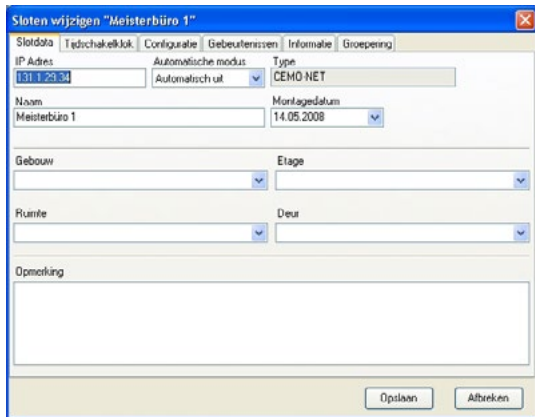 Sloten wijzigen "Meisterbüro 1"
Slotdata Tijdschakelklok Configuratie Gebeurtenissen Informatie Groepering
IP Adres Automatische modus Type
131.1.29.34 Automatisch uit CEMO-NET
Naam Montagedatum
Meisterbüro 1 14.05.2008
Gebouw Etage
Ruimte Deur
Opmerking
Opslaan Afbreken